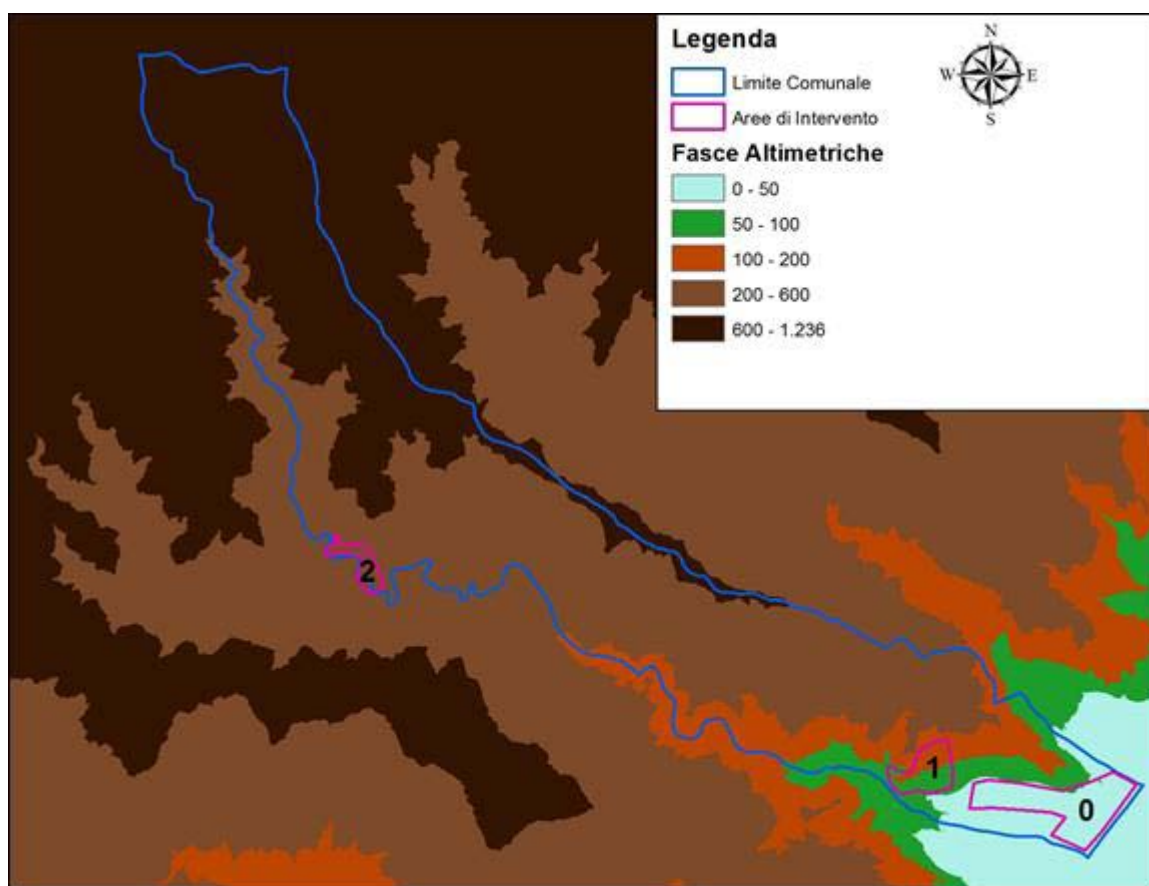 Legenda
Limite Comunale
Aree di Intervento
Fasce Altimetriche
0 - 50
50 - 100
100 - 200
200 - 600
600 - 1.236
N
W E
S
2
1
0